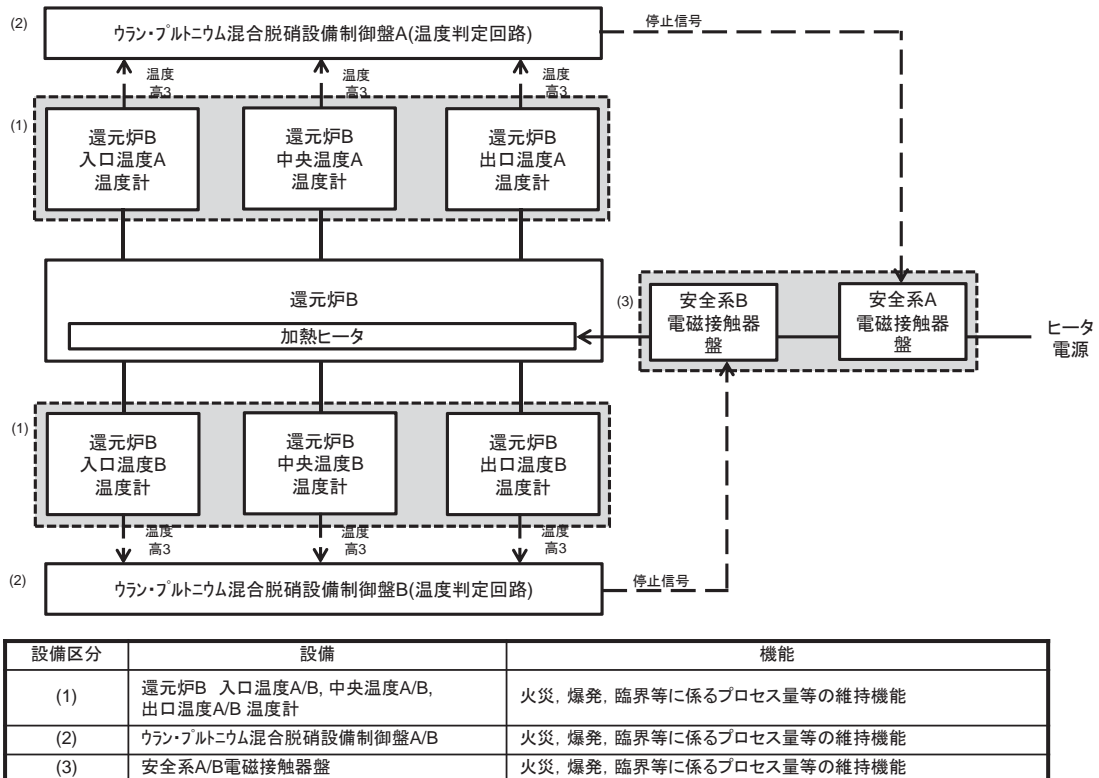 (2)
ウラン・プルトニウム混合脱硝設備制御盤A(温度判定回路)
停止信号
温度
高3
温度
高3
温度
高3
(1)
還元炉B
入口温度A
温度計
還元炉B
中央温度A
温度計
還元炉B
出口温度A
温度計
還元炉B
加熱ヒータ
(3)
安全系B
電磁接触器
盤
安全系A
電磁接触器
盤
ヒータ
電源
(1)
還元炉B
入口温度B
温度計
還元炉B
中央温度B
温度計
還元炉B
出口温度B
温度計
温度
高3
温度
高3
温度
高3
(2)
ウラン・プルトニウム混合脱硝設備制御盤B(温度判定回路)
停止信号
設備区分 設備 機能
(1) 還元炉B 入口温度A/B, 中央温度A/B,
出口温度A/B 温度計 火災, 爆発, 臨界等に係るプロセス量等の維持機能
(2) ウラン・プルトニウム混合脱硝設備制御盤A/B 火災, 爆発, 臨界等に係るプロセス量等の維持機能
(3) 安全系A/B電磁接触器盤 火災, 爆発, 臨界等に係るプロセス量等の維持機能